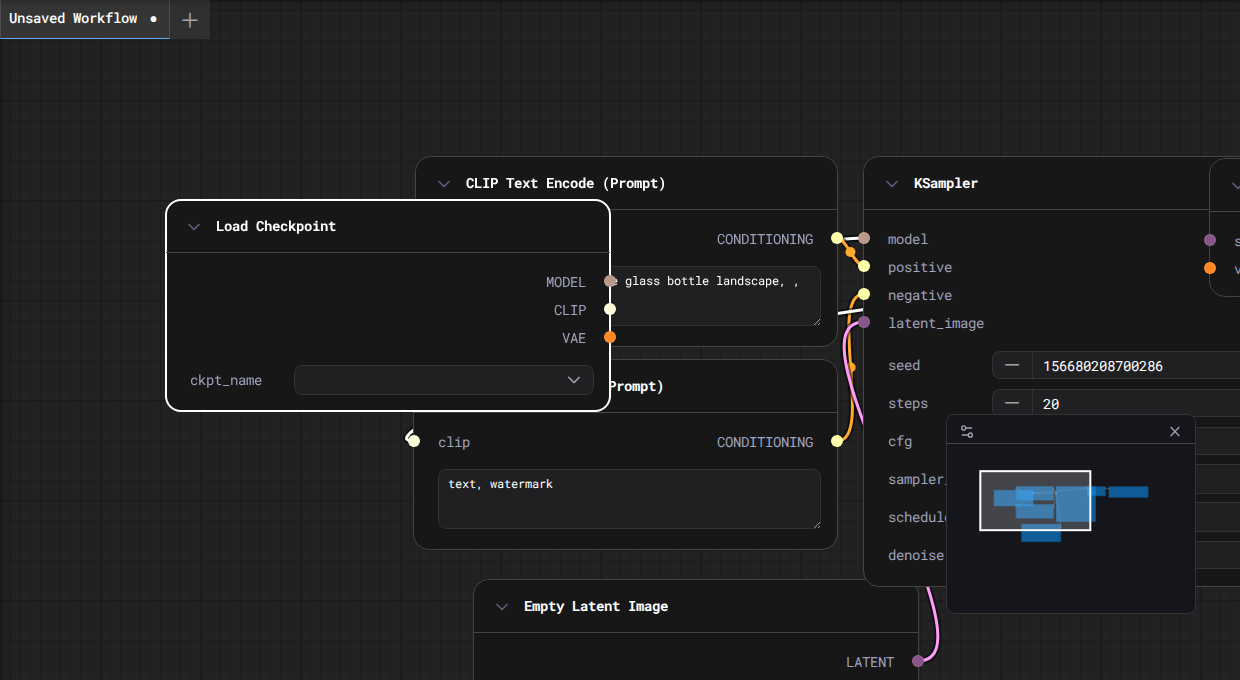 Unsaved Workflow
CLIP Text Encode (Prompt)
KSampler
Load Checkpoint
CONDITIONING
model
positive
MODEL
glass bottle landscape, ,
negative
CLIP
latent_image
VAE
seed
156680208700286
ckpt_name
Prompt)
steps
20
clip
CONDITIONING
cfg
text, watermark
sampler_
schedul
denoise
Empty Latent Image
LATENT